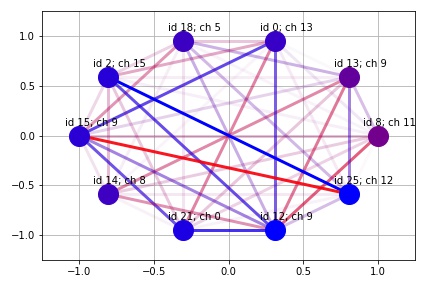 id 18; ch 5
id 0; ch 13
id 2; ch 15
id 13; ch 9
id 15; ch 9
id 8; ch 11
id 14; ch 8
id 25; ch 12
id 21, ch 0
id 12; ch 9
1.0
0.5
0.0
−0.5
−1.0
−1.0
−0.5
0.0
0.5
1.0